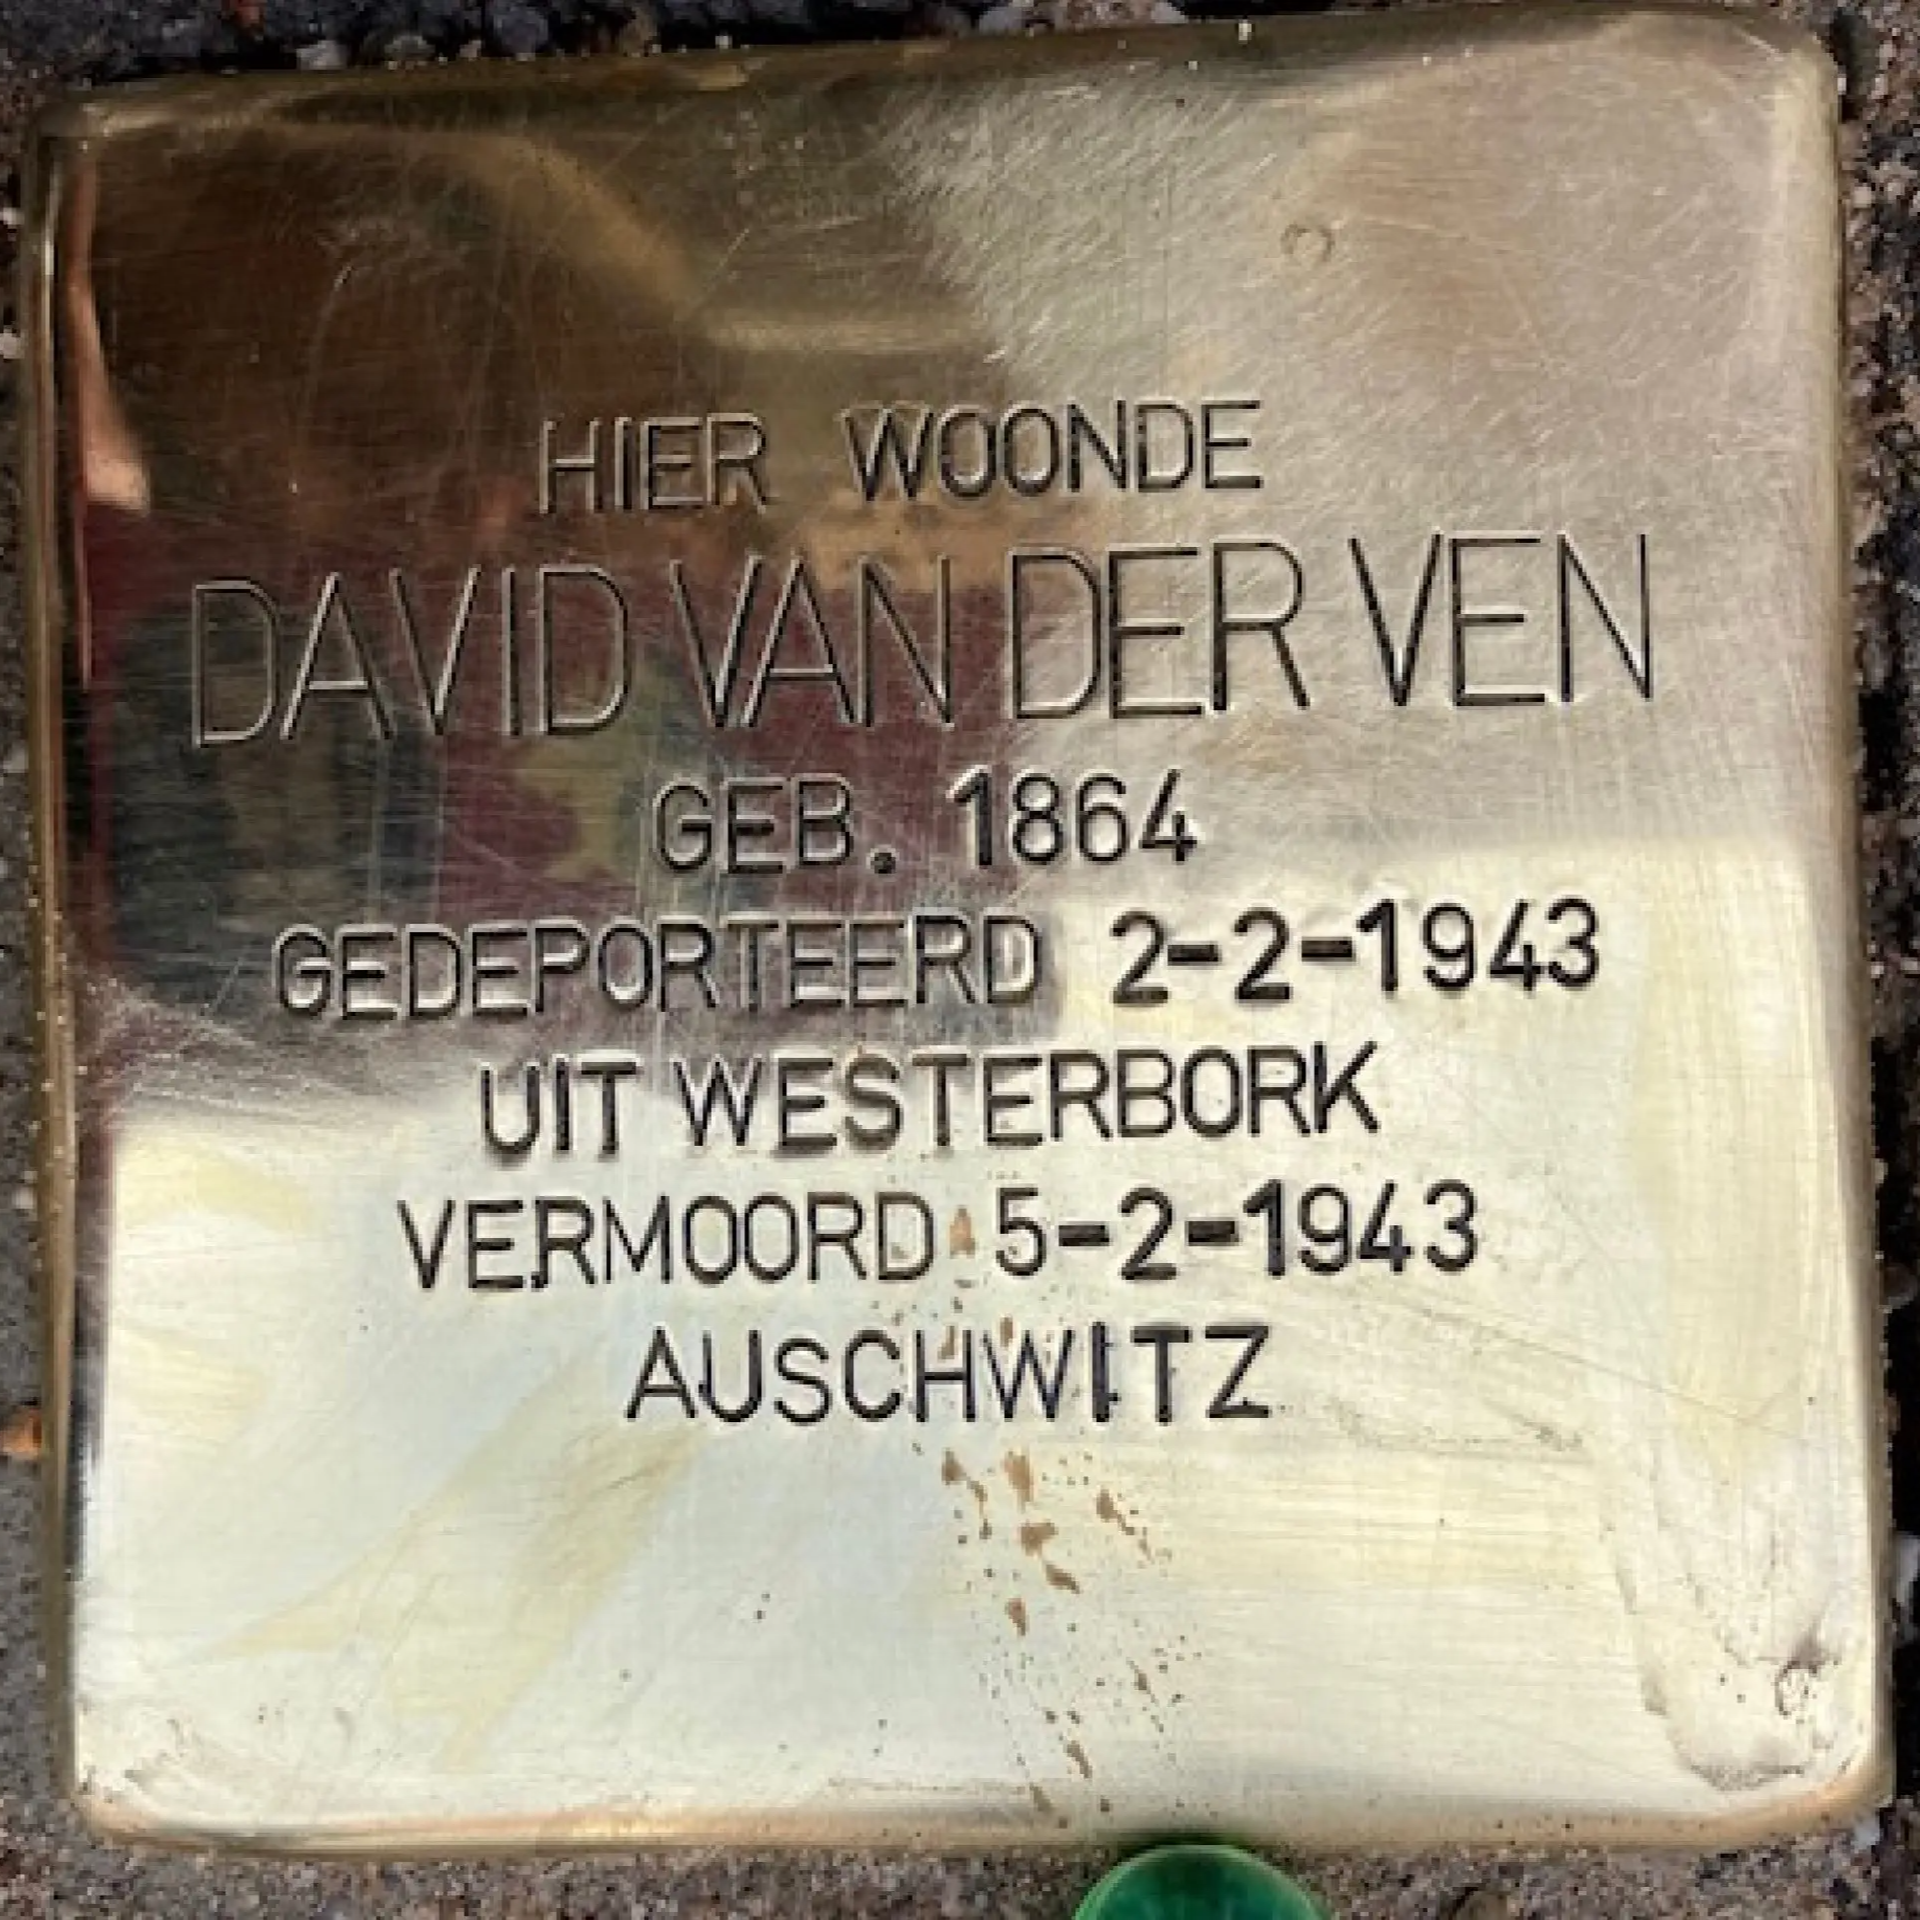 HIER WOONDE
DAVID VAN DER VEN
GEB. 1864
GEDEPORTEERD 2-2-1943
UIT WESTERBORK
VERMOORD 5-2-1943
AUSCHWITZ